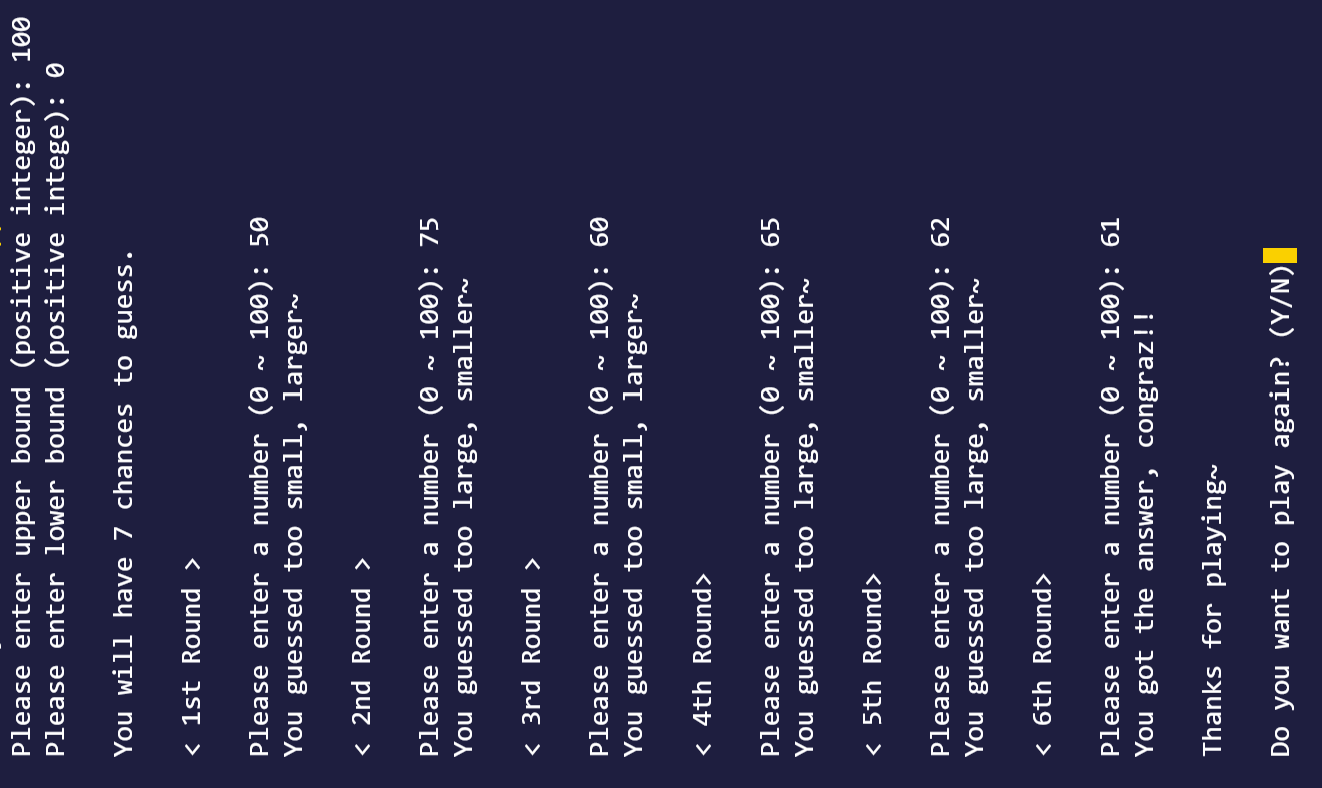 Please enter upper bound (positive integer): 100
Please enter lower bound (positive intege): 0
You will have 7 chances to guess.
< 1st Round >
Please enter a number (0 ~ 100): 50
You guessed too small, larger~
< 2nd Round >
Please enter a number (0 ~ 100): 75
You guessed too large, smaller~
< 3rd Round >
Please enter a number (0 ~ 100): 60
You guessed too small, larger~
< 4th Round>
Please enter a number (0 ~ 100): 65
You guessed too large, smaller~
< 5th Round>
Please enter a number (0 ~ 100): 62
You guessed too large, smaller~
< 6th Round>
Please enter a number (0 ~ 100): 61
You got the answer, congraz!!
Thanks for playing~
Do you want to play again? (Y/N)